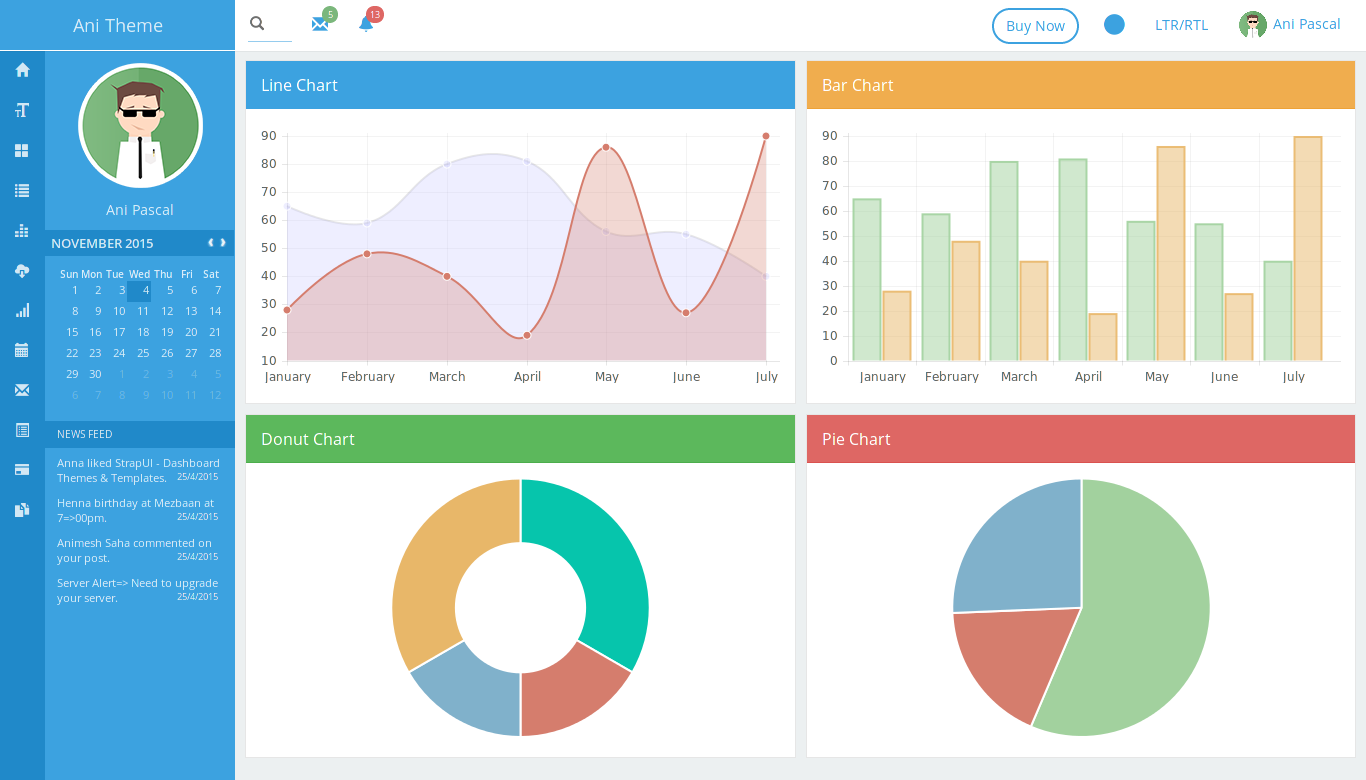 Ani Theme
5
13
Buy Now
LTR/RTL
Ani Pascal
Ani Pascal
NOVEMBER 2015
Sun Mon Tue Wed Thu Fri Sat
1 2 3 4 5 6 7
8 9 10 11 12 13 14
15 16 17 18 19 20 21
22 23 24 25 26 27 28
29 30 1 2 3 4 5
6 7 8 9 10 11 12
NEWS FEED
Anna liked StrapUI - Dashboard
Themes & Templates. 25/4/2015
Henna birthday at Mezbaan at
7=>00pm. 25/4/2015
Animesh Saha commented on
your post. 25/4/2015
Server Alert=> Need to upgrade
your server. 25/4/2015
Line Chart
90
80
70
60
50
40
30
20
10
January February March April May June July
Bar Chart
90
80
70
60
50
40
30
20
10
0
January February March April May June July
Donut Chart
Pie Chart